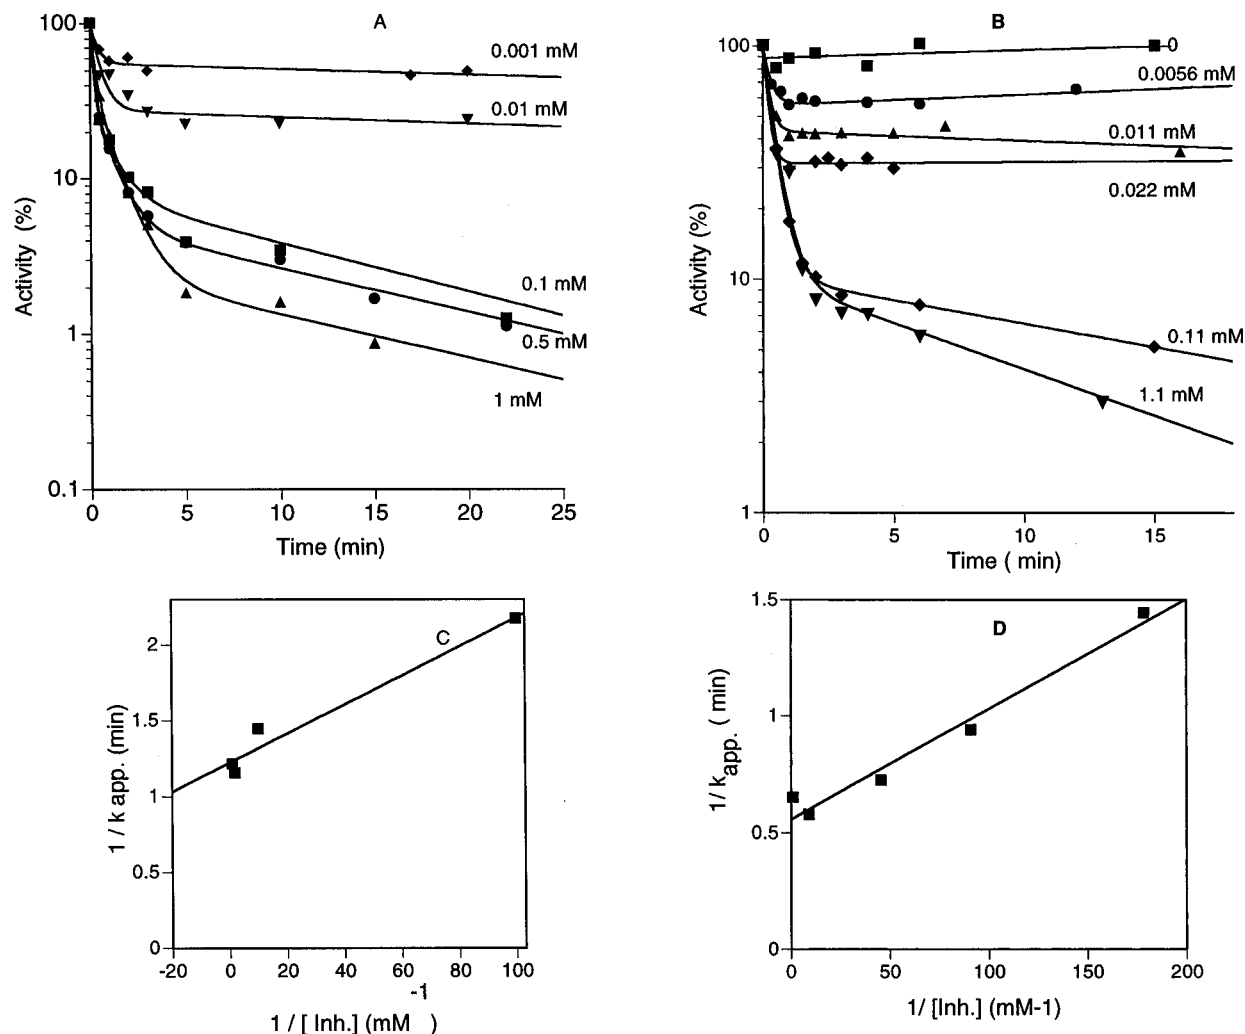 A
100
10
1
0.1
Activity (%)
0.001 mM
0.01 mM
0.1 mM
0.5 mM
1 mM
0 5 10 15 20 25
Time (min)
B
100
10
1
Activity (%)
0
0.0056 mM
0.011 mM
0.022 mM
0.11 mM
1.1 mM
0 5 10 15
Time ( min)
C
2
1.5
1
0.5
0
1 / k app. (min)
-20 0 20 40 60 80 100
-1
1 / [ Inh.] (mM )
D
1.5
1
0.5
0
1/ kapp. ( min)
0 50 100 150 200
1/ [Inh.] (mM-1)